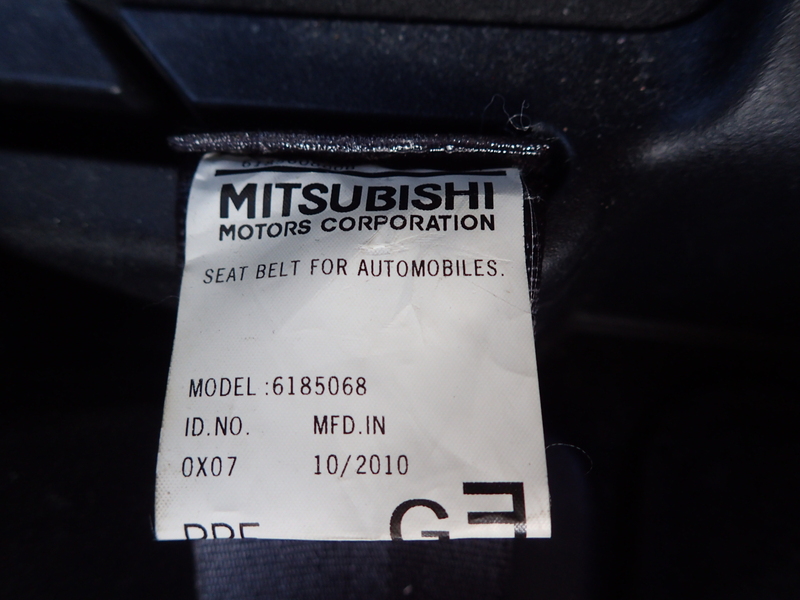 MITSUBISHI
MOTORS CORPORATION
SEAT BELT FOR AUTOMOBILES.
MODEL:6185068
ID.NO. MFD.IN
0X07 10/2010